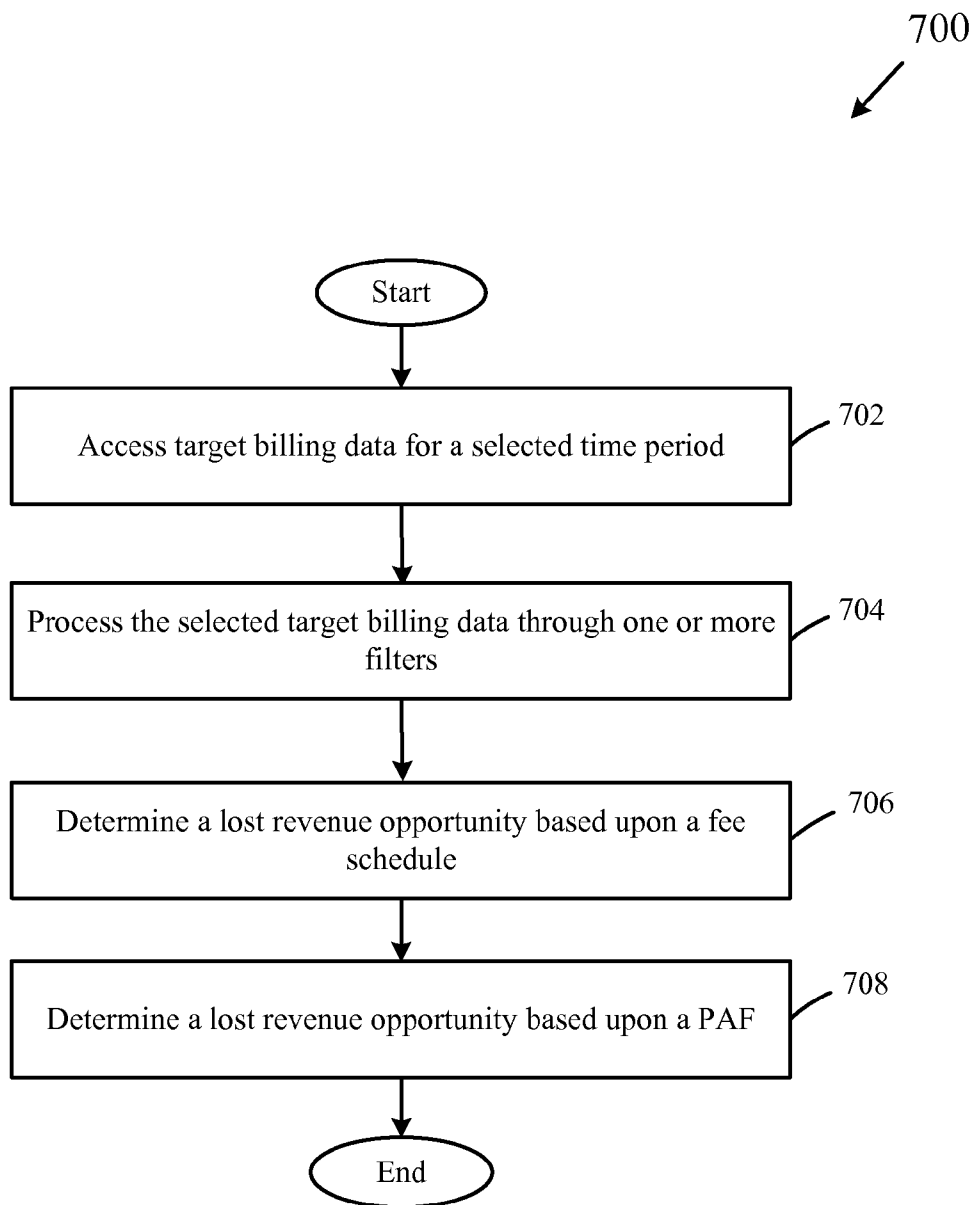 700
Start
Access target billing data for a selected time period
702
Process the selected target billing data through one or more
filters
704
Determine a lost revenue opportunity based upon a fee
schedule
706
Determine a lost revenue opportunity based upon a PAF
708
End